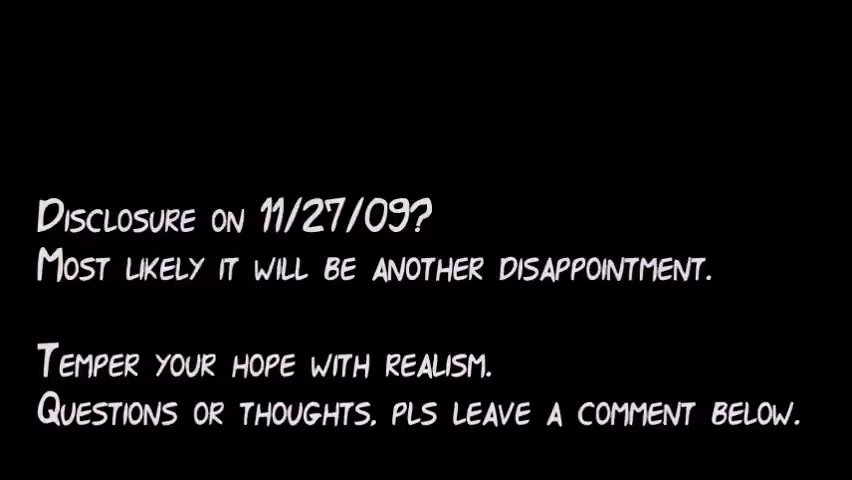 Disclosure on 11/27/09?
Most likely it will be another disappointment.
Temper your hope with realism.
Questions or thoughts, pls leave a comment below.